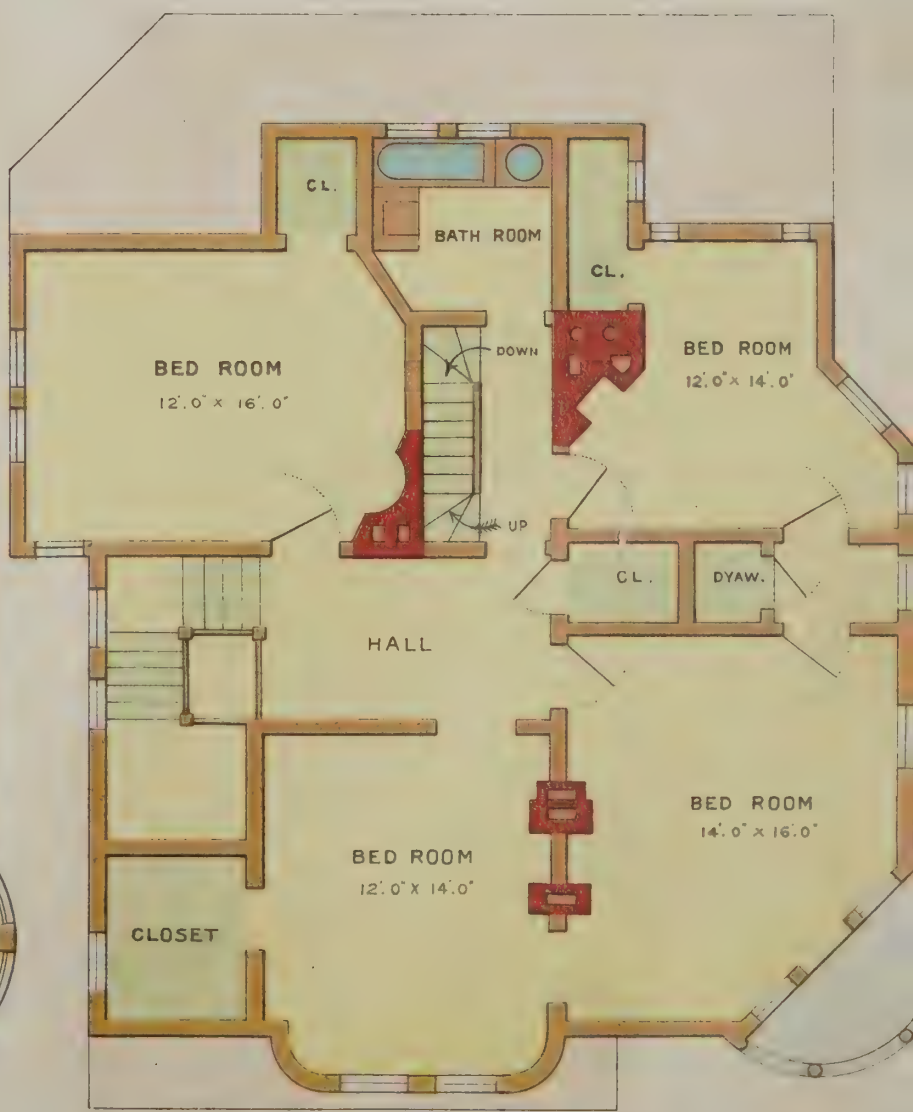 CL.
BATH ROOM
CL.
DOWN
BED ROOM
12'.0" X 16'.0"
BED ROOM
12'.0" X 14'.0"
UP
CL.
DYAW.
HALL
BED ROOM
14'.0" X 16'.0"
BED ROOM
12'.0" X 14'.0"
CLOSET